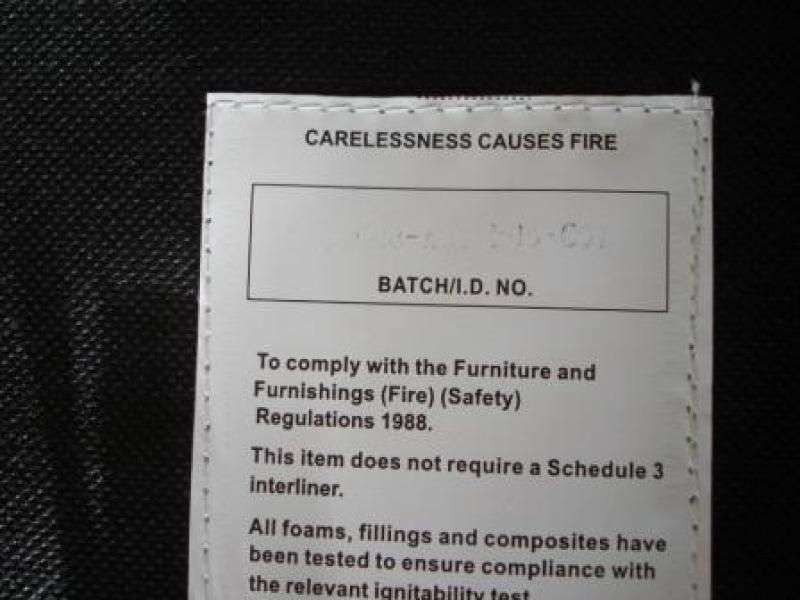 CARELESSNESS CAUSES FIRE
BATCH/I.D. NO.
To comply with the Furniture and
Furnishings (Fire) (Safety)
Regulations 1988.
This item does not require a Schedule 3
interliner.
All foams, fillings and composites have
been tested to ensure compliance with
the relevant ignitability test